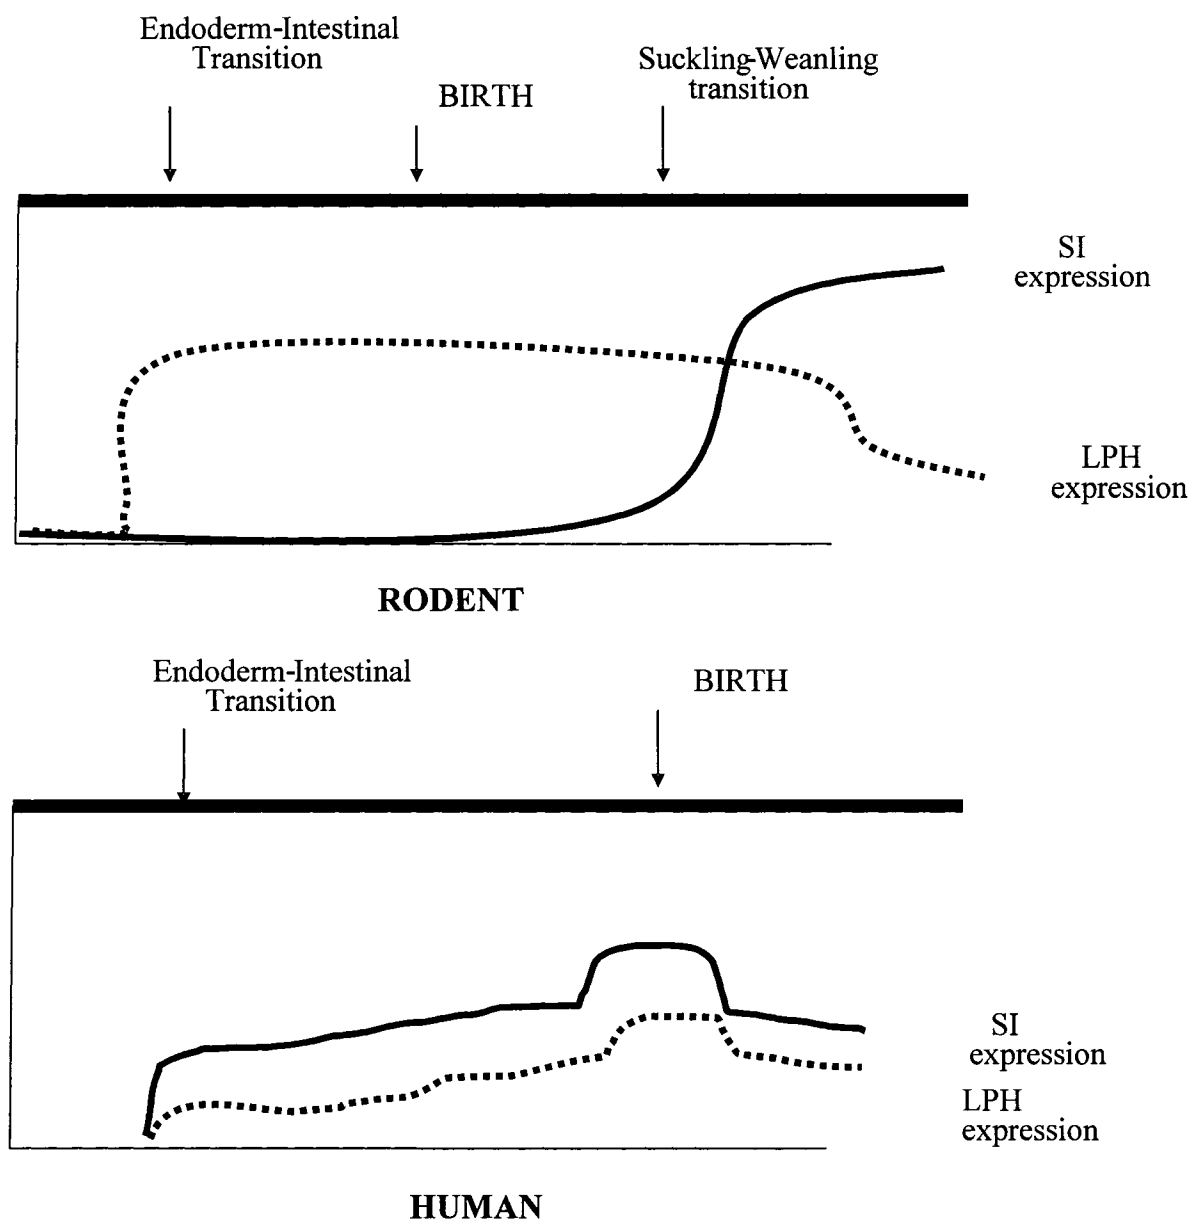 Endoderm-Intestinal
Transition
BIRTH
Suckling-Weanling
transition
SI
expression
LPH
expression
RODENT
Endoderm-Intestinal
Transition
BIRTH
SI
expression
LPH
expression
HUMAN